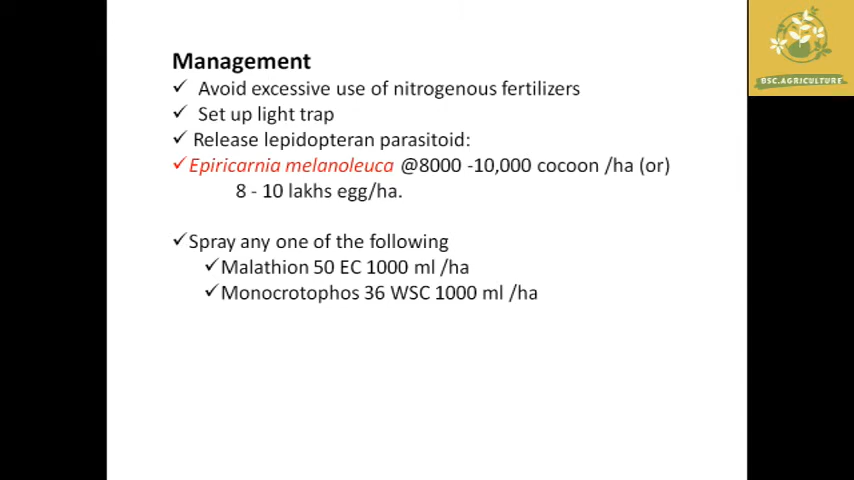 BSC.AGRICULTURE
Management
✓ Avoid excessive use of nitrogenous fertilizers
✓ Set up light trap
✓ Release lepidopteran parasitoid:
✓Epiricarnia melanoleuca @8000 -10,000 cocoon /ha (or)
8 - 10 lakhs egg/ha.
✓Spray any one of the following
✓Malathion 50 EC 1000 ml /ha
✓Monocrotophos 36 WSC 1000 ml /ha